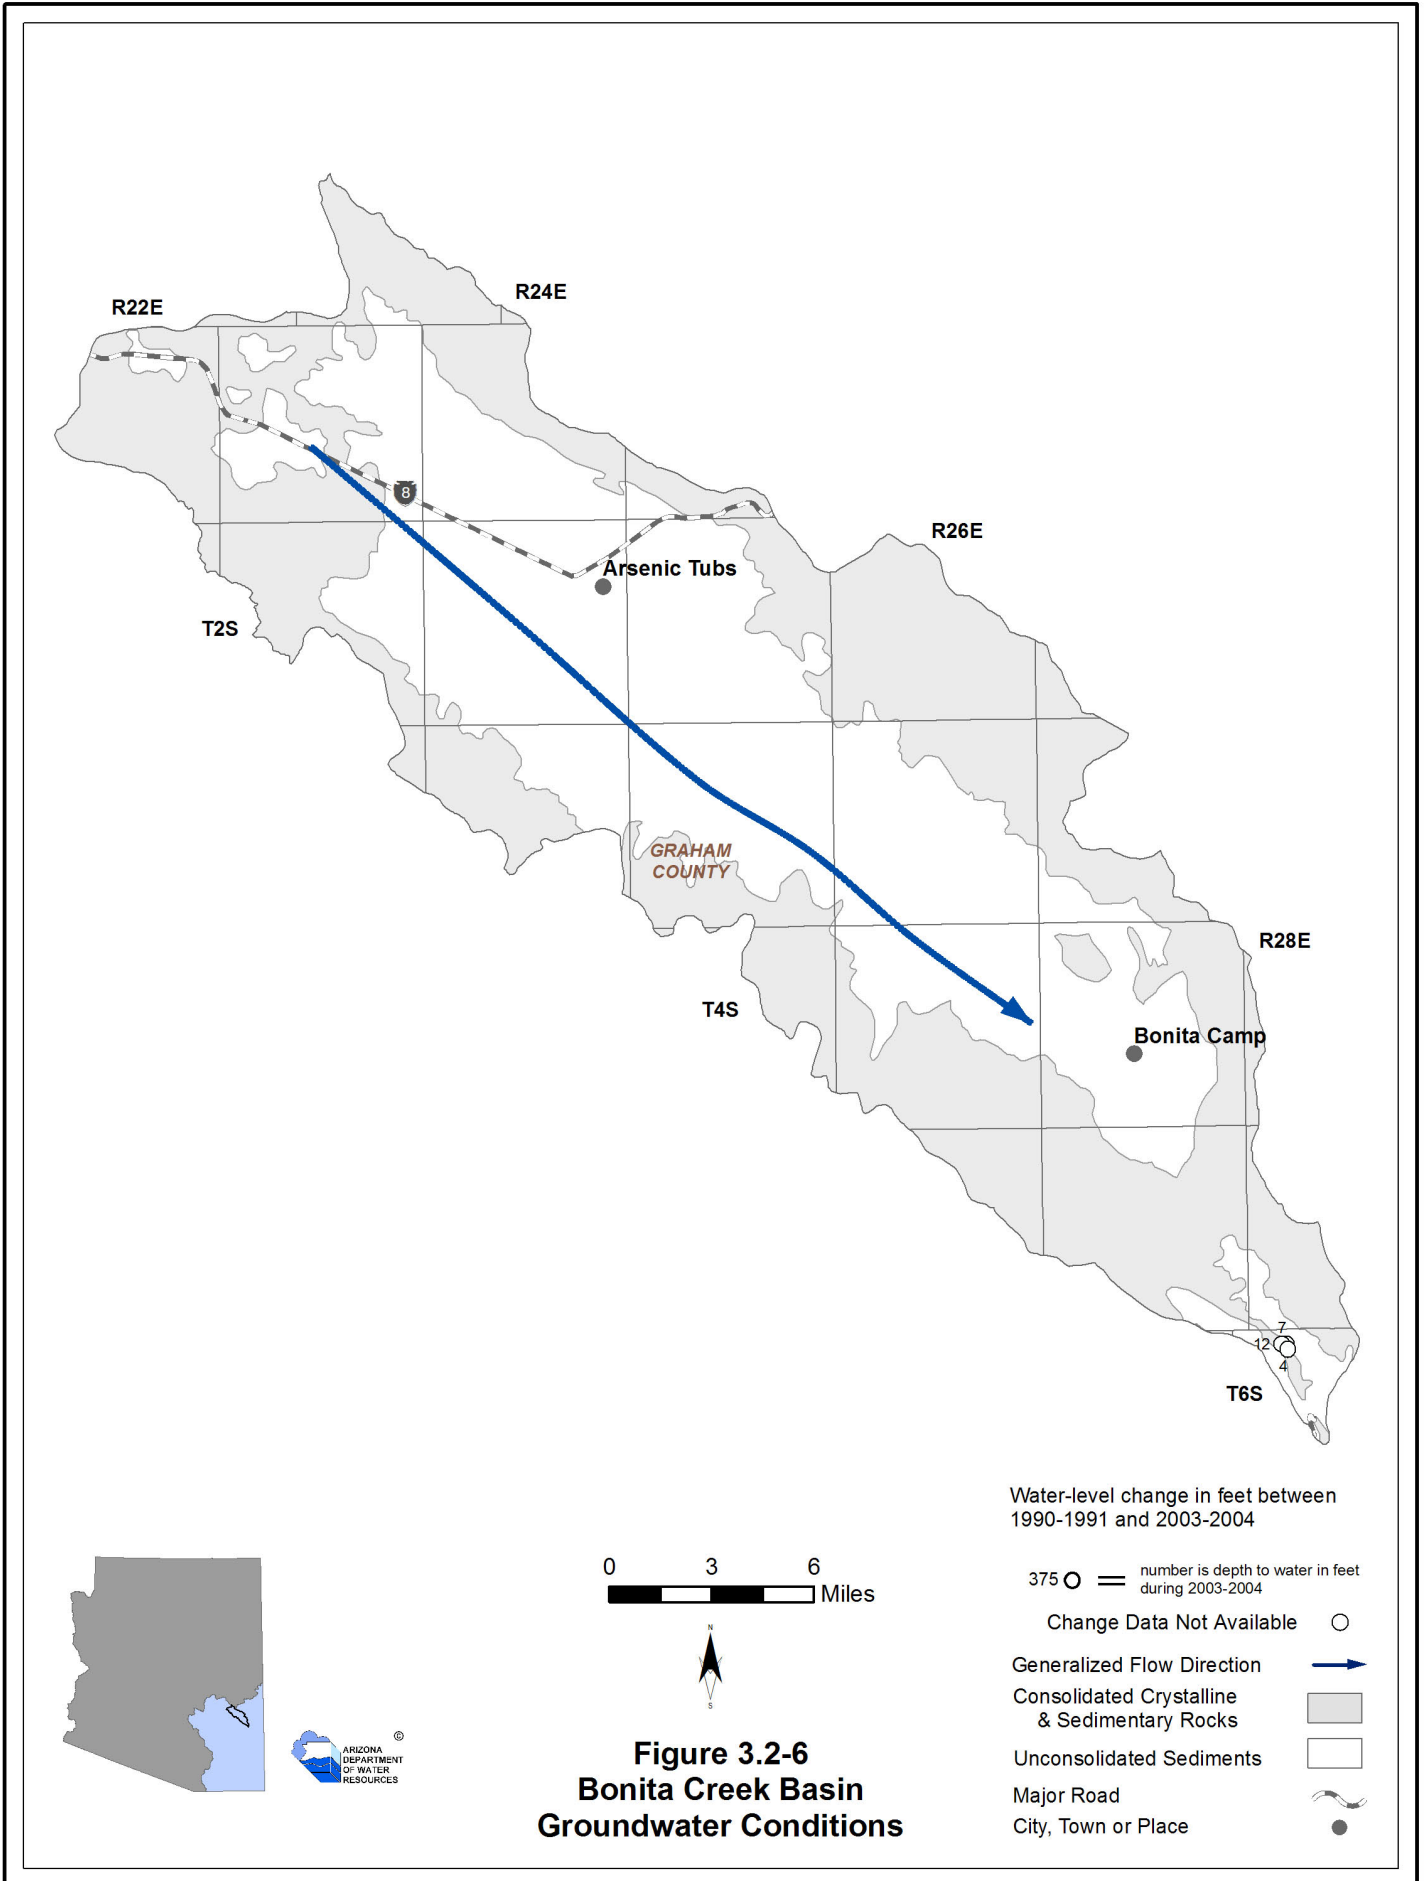 R24E
R22E
8
R26E
Arsenic Tubs
T2S
GRAHAM
COUNTY
R28E
T4S
Bonita Camp
7
12
4
T6S
Water-level change in feet between
1990-1991 and 2003-2004
0 3 6
Miles
375
number is depth to water in feet
during 2003-2004
Change Data Not Available
N
Generalized Flow Direction
S
Consolidated Crystalline
& Sedimentary Rocks
©
ARIZONA
DEPARTMENT
OF WATER
RESOURCES
Unconsolidated Sediments
Major Road
City, Town or Place
Figure 3.2-6
Bonita Creek Basin
Groundwater Conditions